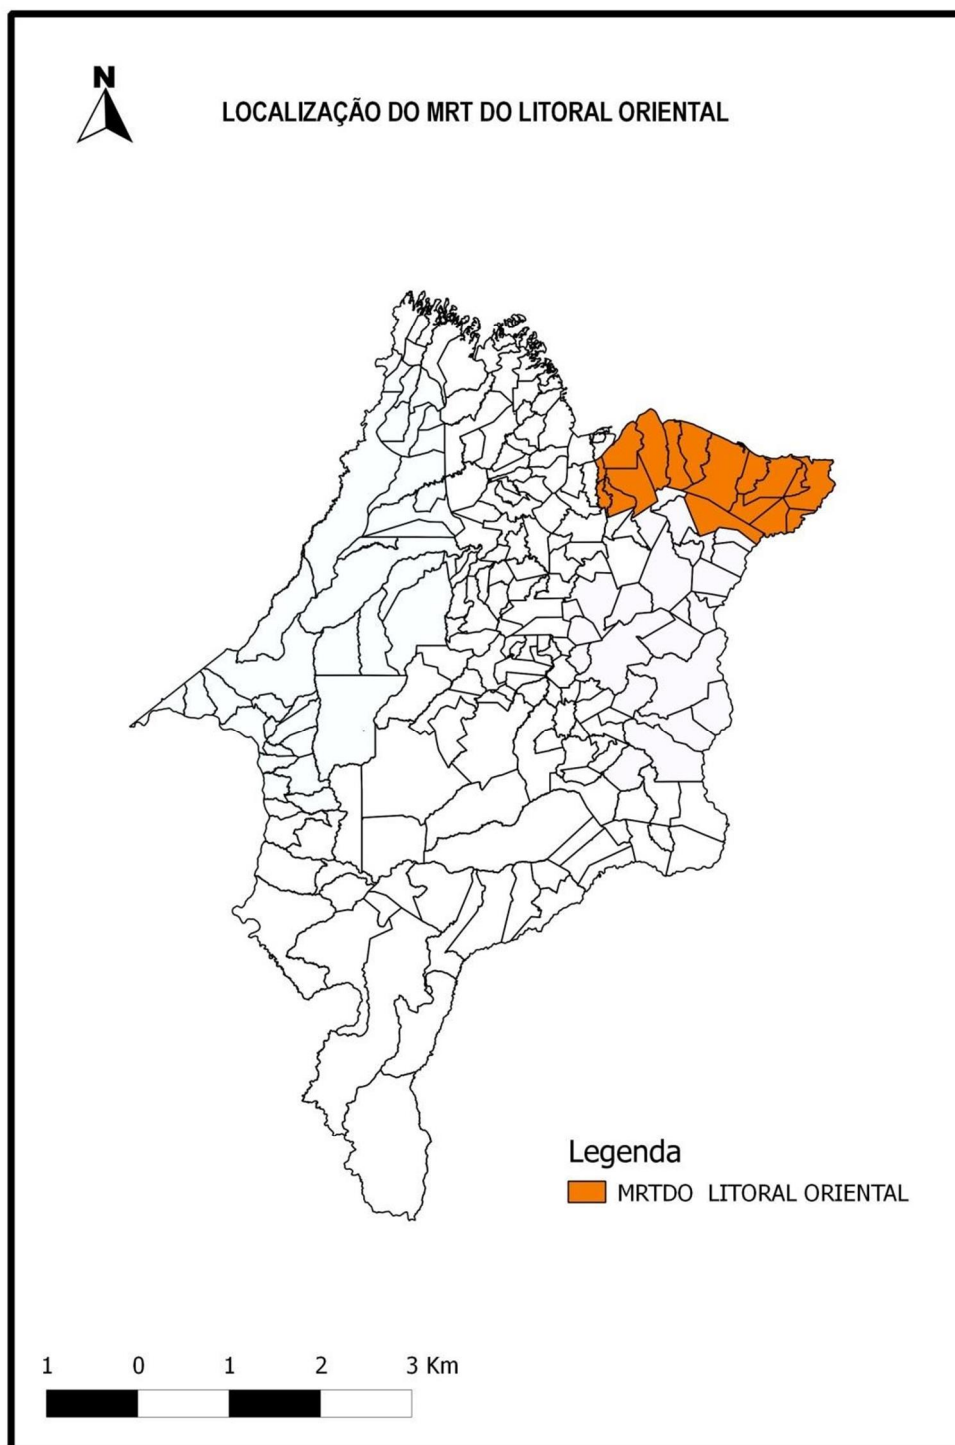 N
LOCALIZAÇÃO DO MRT DO LITORAL ORIENTAL
Legenda
MRTDO LITORAL ORIENTAL
1 0 1 2 3 Km